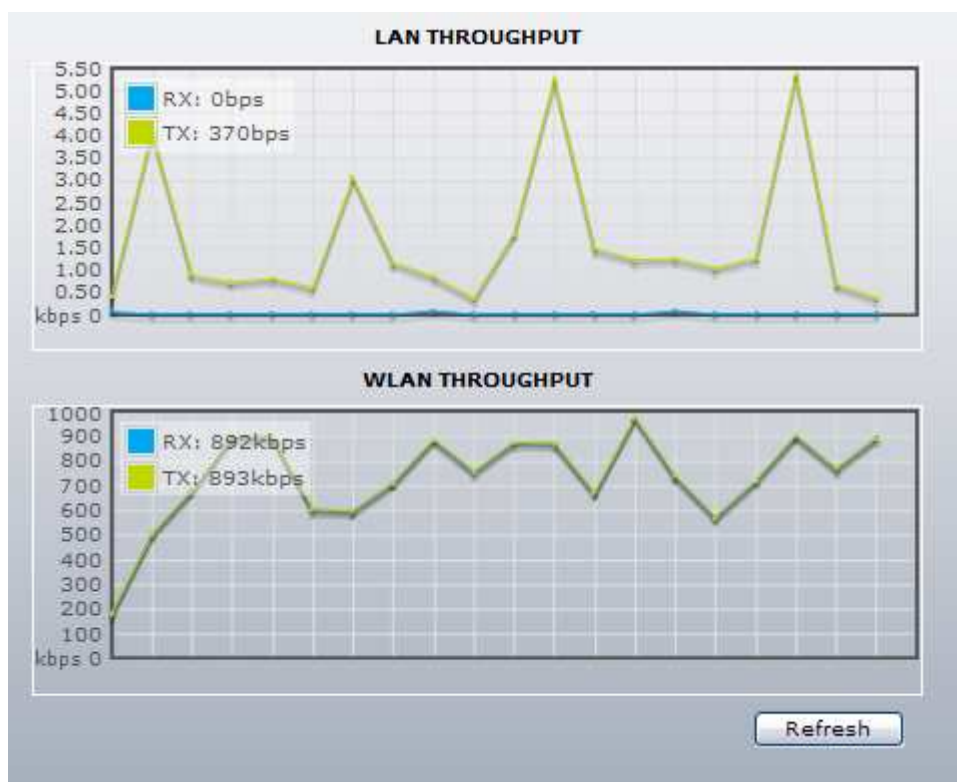 LAN THROUGHPUT
5.50
5.00
4.50
4.00
3.50
3.00
2.50
2.00
1.50
1.00
0.50
kbps 0
RX: 0bps
TX: 370bps
WLAN THROUGHPUT
1000
900
800
700
600
500
400
300
200
100
kbps 0
RX: 892kbps
TX: 893kbps
Refresh